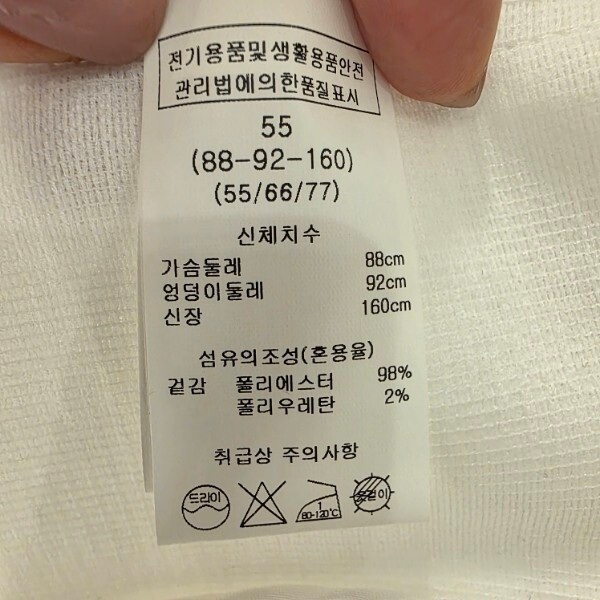 전기용품및생활용품안전
관리법에의한품질표시
55
(88-92-160)
(55/66/77)
신체치수
가슴둘레 88cm
엉덩이둘레 92cm
신장 160cm
섬유의조성(혼용율)
겉감 폴리에스터 98%
폴리우레탄 2%
취급상 주의사항
드라이
1
80-120℃
옷걸이